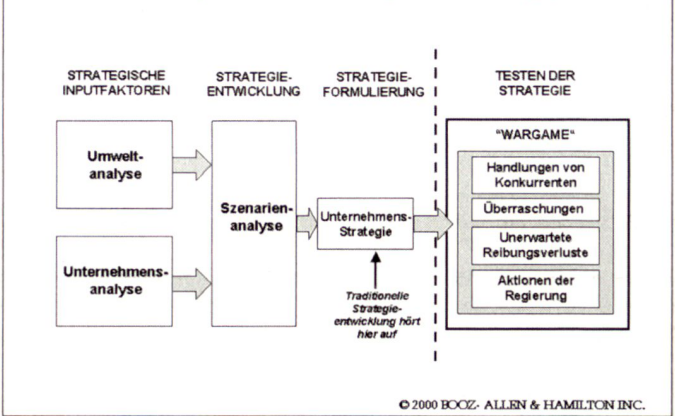 STRATEGISCHE
INPUTFAKTOREN
STRATEGIE-
ENTWICKLUNG
STRATEGIE-
FORMULIERUNG
TESTEN DER
STRATEGIE
Umwelt-
analyse
Unternehmens-
analyse
Szenarien-
analyse
Unternehmens-
Strategie
Traditionelle
Strategie-
entwicklung hört
hier auf
"WARGAME"
Handlungen von
Konkurrenten
Überraschungen
Unerwartete
Reibungsverluste
Aktionen der
Regierung
© 2000 BOOZ- ALLEN & HAMILTON INC.